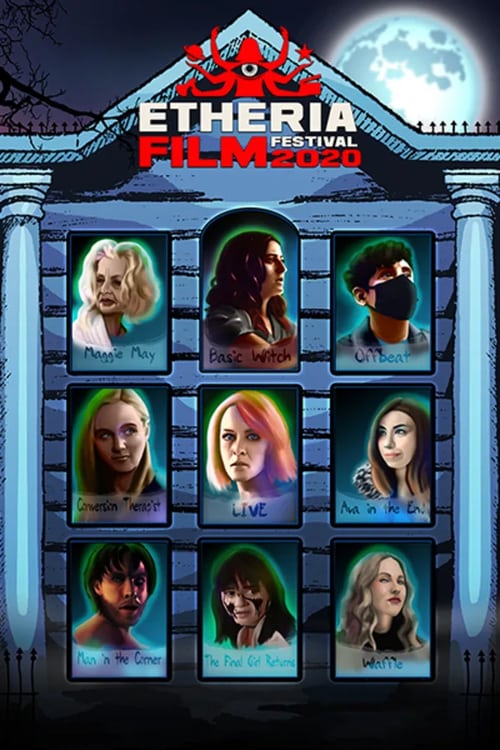 ETHERIA
FILM FESTIVAL 2020
Maggie May
Basic Witch
Offbeat
Conversion Therapist
LIVE
Ava in the End
Man in the Corner
The Final Girl Returns
Waffle